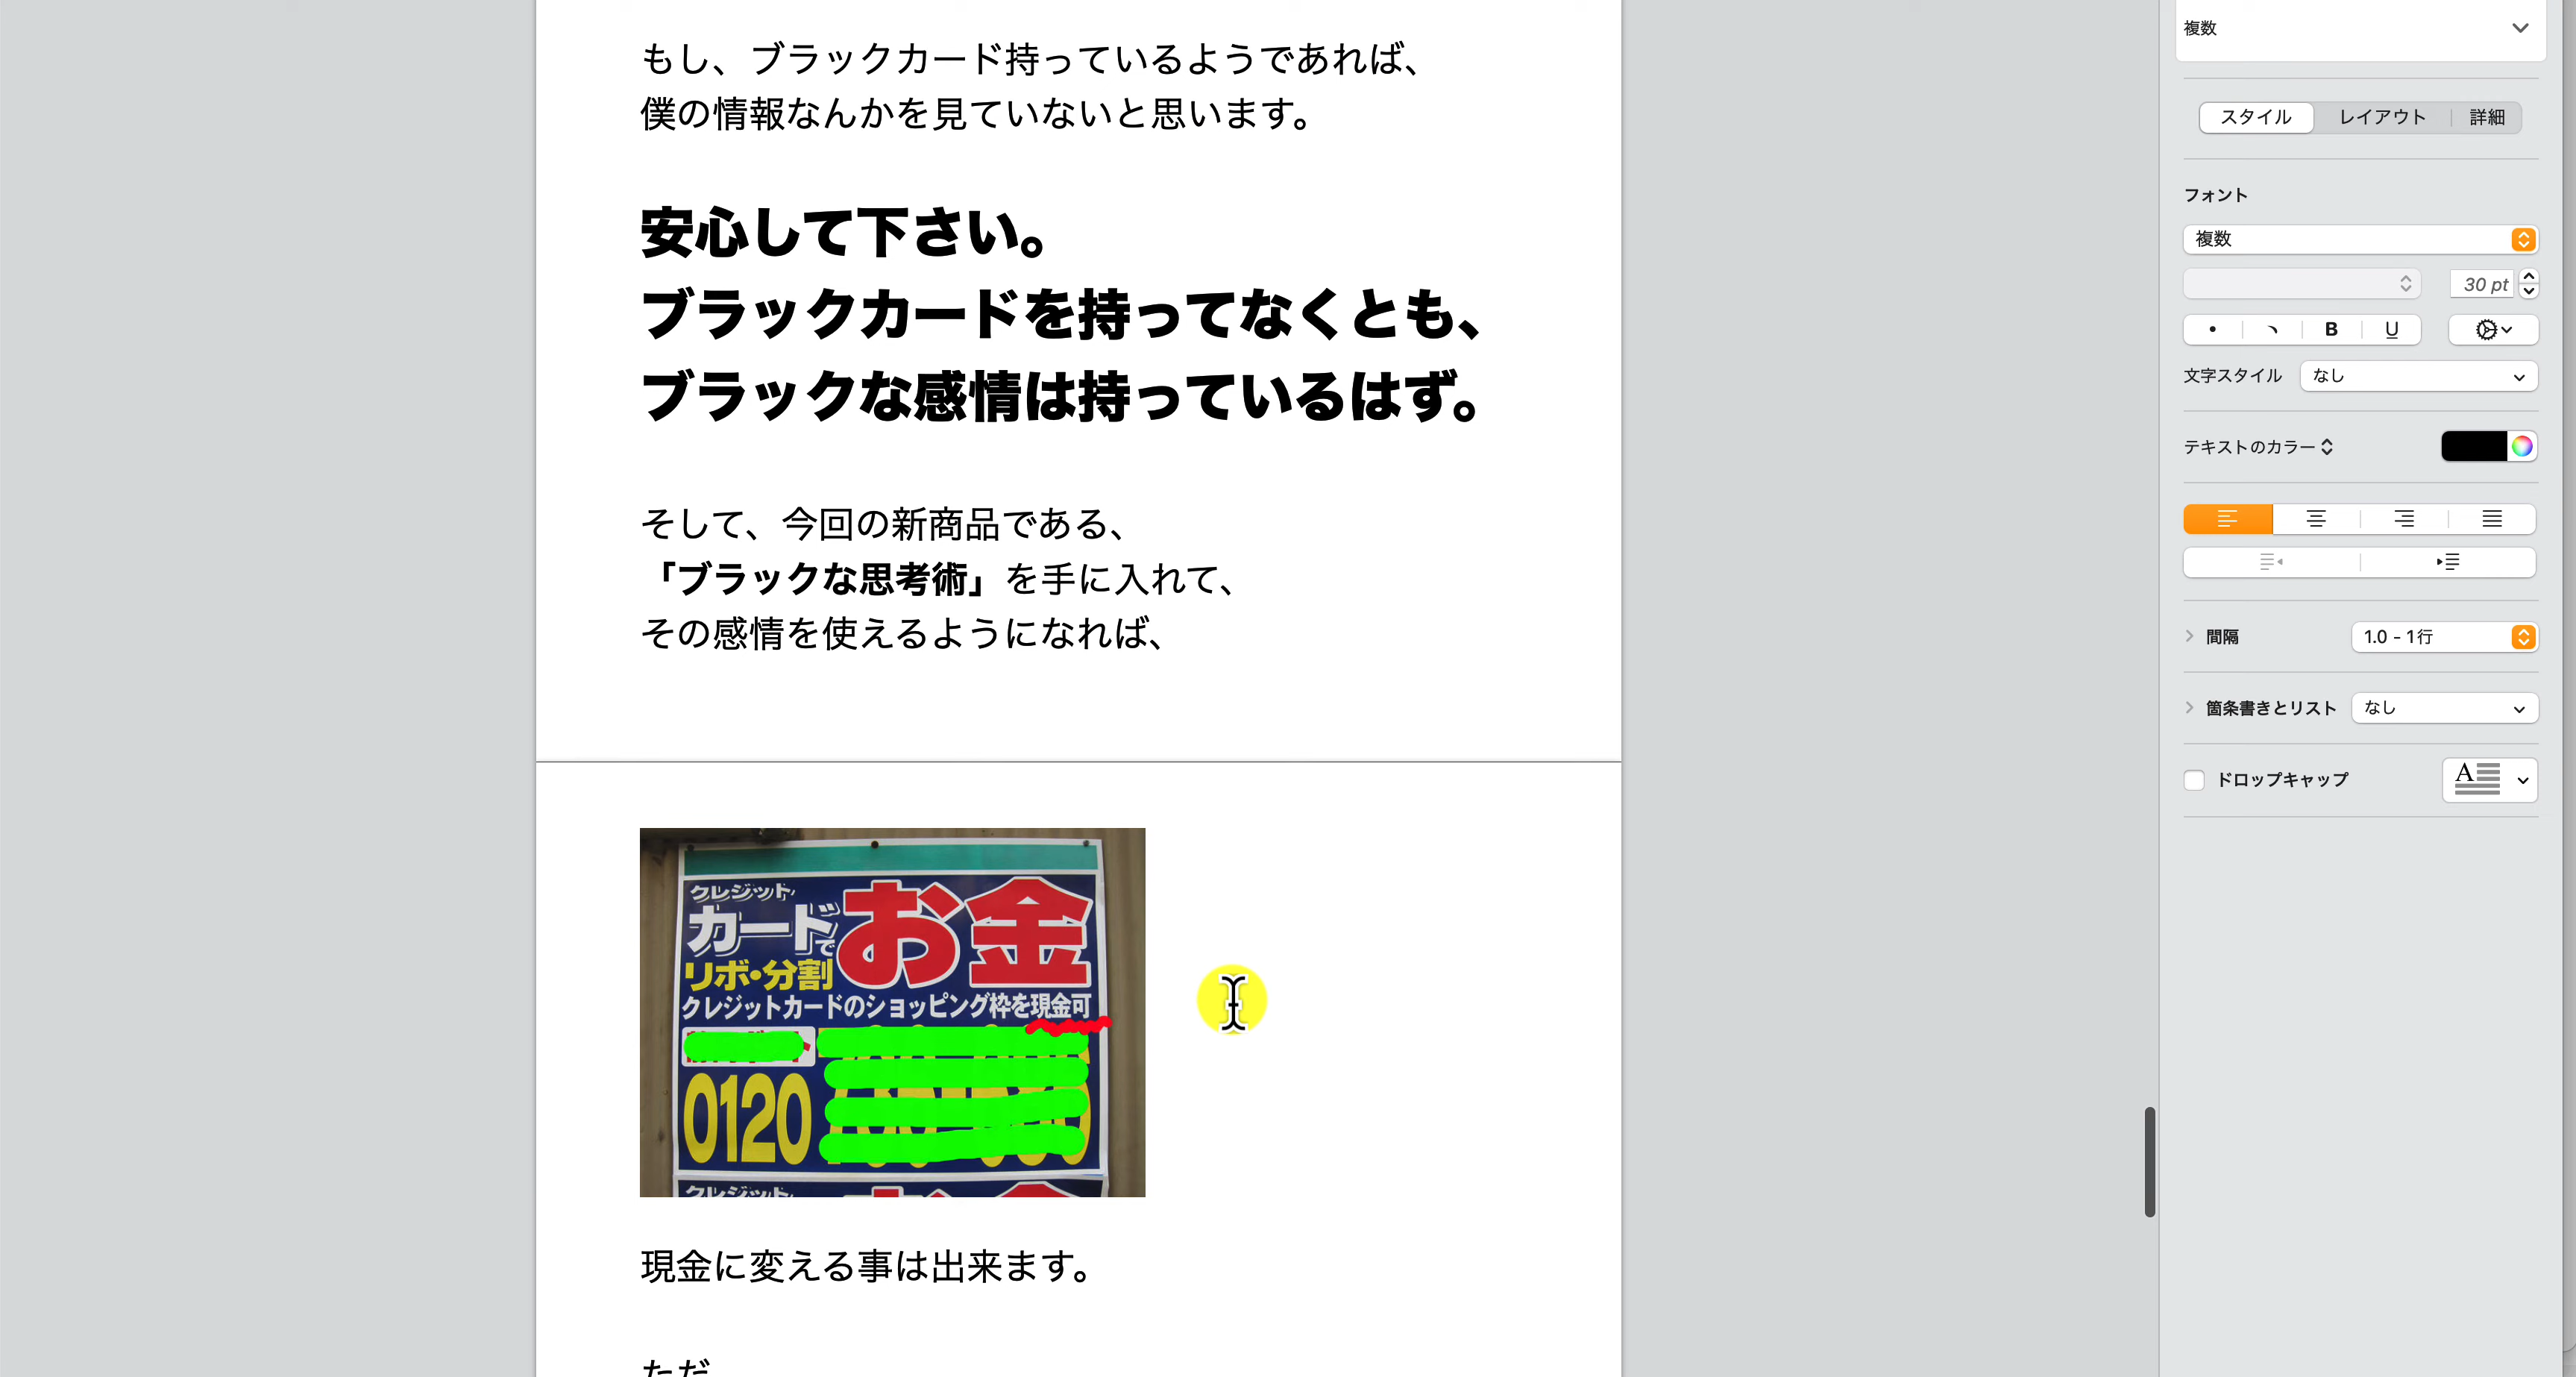 もし、ブラックカード持っているようであれば、
僕の情報なんかを見ていないと思います。
安心して下さい。
ブラックカードを持ってなくとも、
ブラックな感情は持っているはず。
そして、今回の新商品である、
「ブラックな思考術」を手に入れて、
その感情を使えるようになれば、
クレジット
カードで
お金
リボ・分割
クレジットカードのショッピング枠を現金可
0120
クレジット
お金
現金に変える事は出来ます。
ただ
複数
スタイル
レイアウト
詳細
フォント
複数
30 pt
B
U
文字スタイル
なし
テキストのカラー
間隔
1.0 - 1行
箇条書きとリスト
なし
ドロップキャップ
A